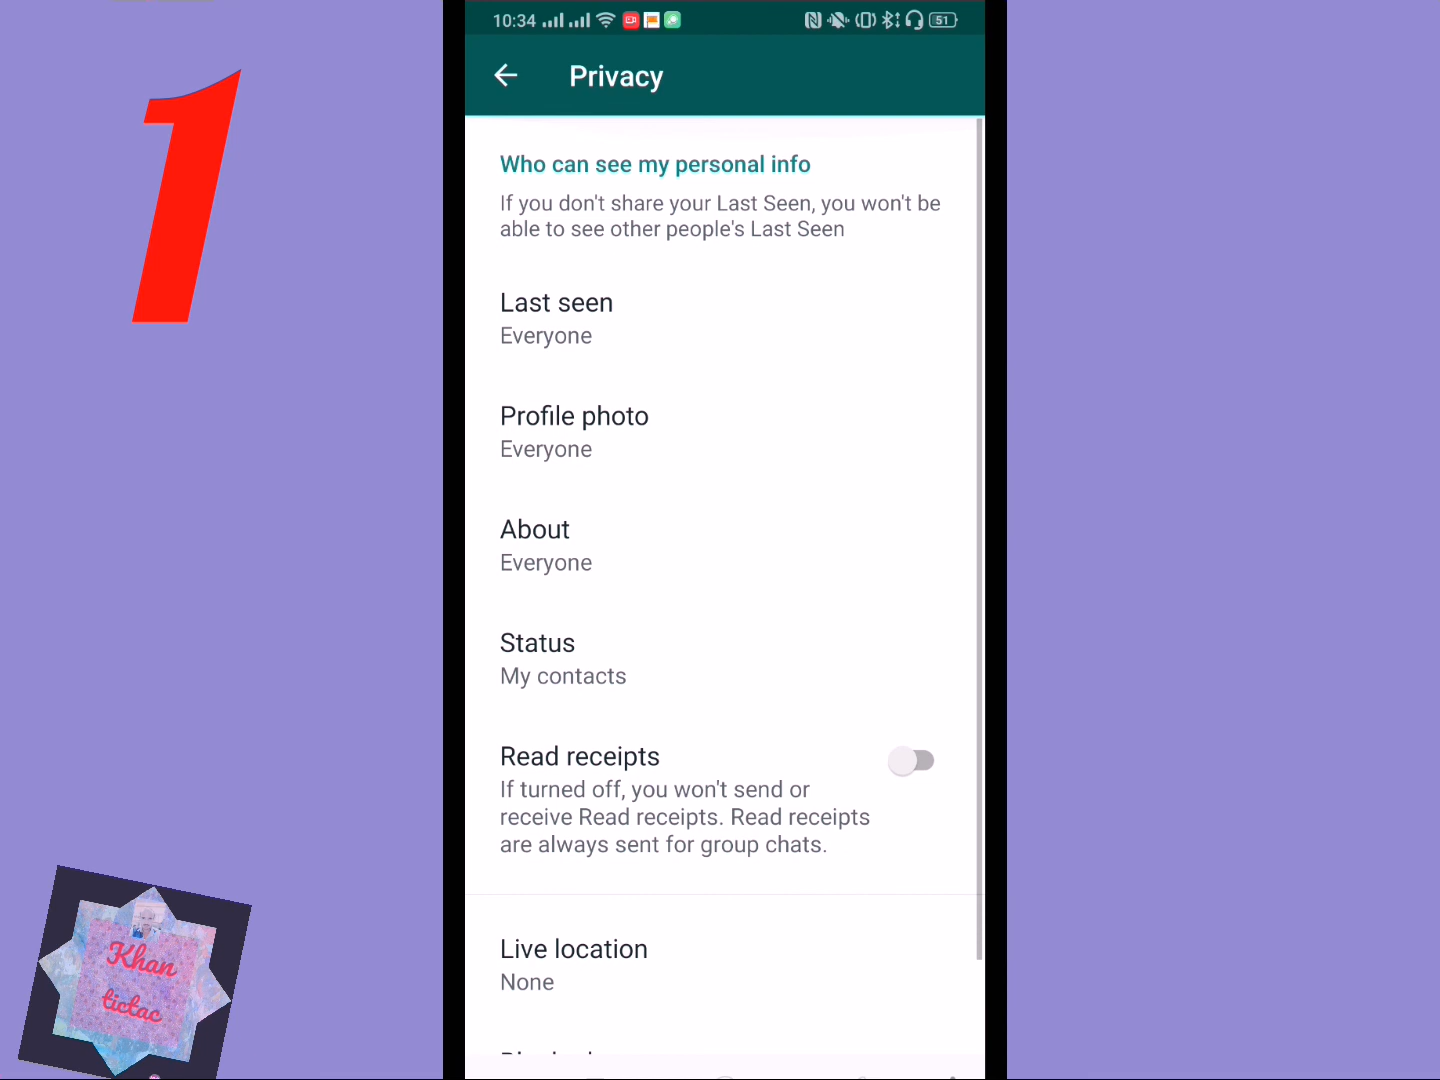 1
10:34
51
Privacy
Who can see my personal info
If you don't share your Last Seen, you won't be
able to see other people's Last Seen
Last seen
Everyone
Profile photo
Everyone
About
Everyone
Status
My contacts
Read receipts
If turned off, you won't send or
receive Read receipts. Read receipts
are always sent for group chats.
Live location
None
Khan
tictac